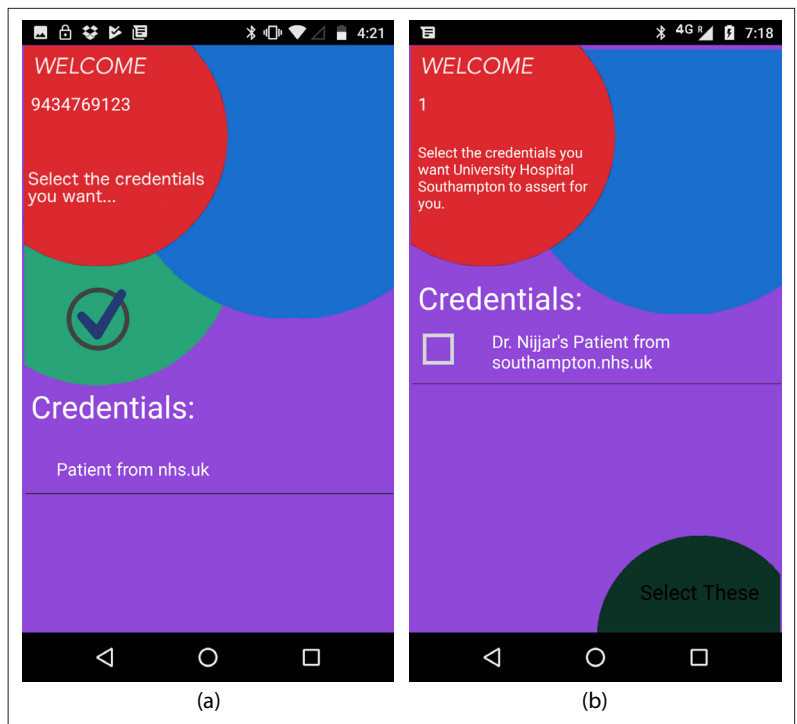 4:21
WELCOME
9434769123
Select the credentials
you want...
Credentials:
Patient from nhs.uk
(a)
4G R 7:18
WELCOME
1
Select the credentials you
want University Hospital
Southampton to assert for
you.
Credentials:
Dr. Nijjar's Patient from
southampton.nhs.uk
Select These
(b)